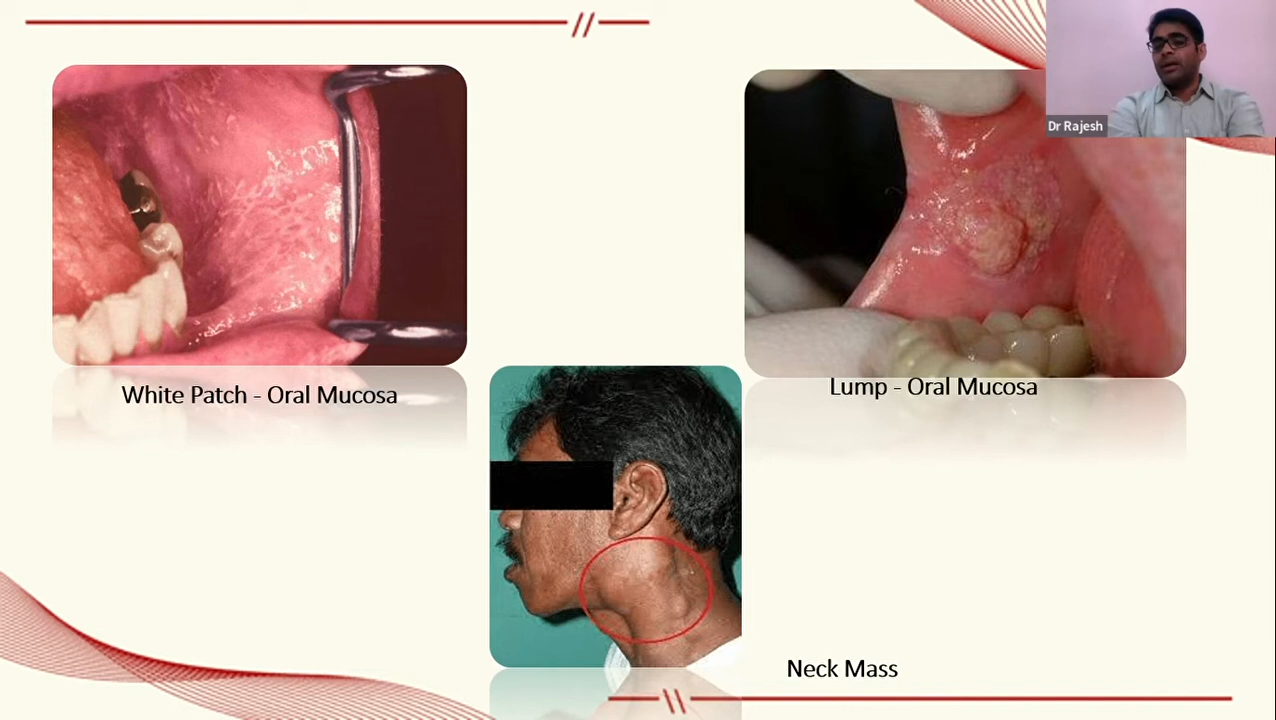 Dr Rajesh
White Patch - Oral Mucosa
Lump - Oral Mucosa
Neck Mass